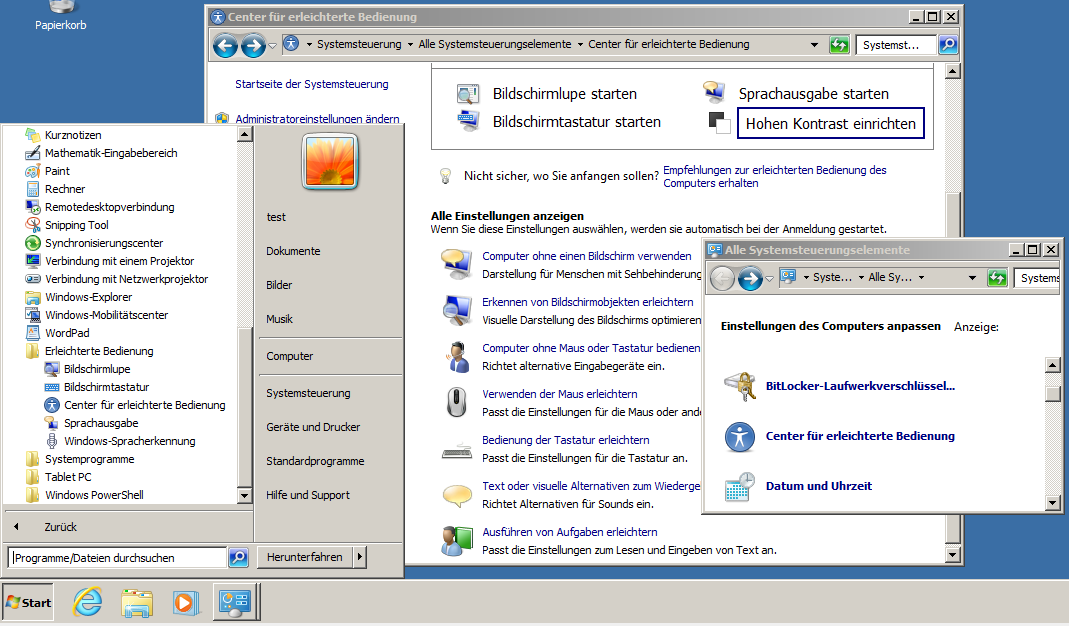 Papierkorb
Center für erleichterte Bedienung
Systemsteuerung
Alle Systemsteuerungselemente
Center für erleichterte Bedienung
Systemst...
Startseite der Systemsteuerung
Administratoreinstellungen ändern
Bildschirmlupe starten
Sprachausgabe starten
Bildschirmtastatur starten
Hohen Kontrast einrichten
Nicht sicher, wo Sie anfangen sollen?
Empfehlungen zur erleichterten Bedienung des
Computers erhalten
Alle Einstellungen anzeigen
Wenn Sie diese Einstellungen auswählen, werden sie automatisch bei der Anmeldung gestartet.
Computer ohne einen Bildschirm verwenden
Darstellung für Menschen mit Sehbehinderung
Erkennen von Bildschirmobjekten erleichtern
Visuelle Darstellung des Bildschirms optimieren
Computer ohne Maus oder Tastatur bedienen
Richtet alternative Eingabegeräte ein.
Verwenden der Maus erleichtern
Passt die Einstellungen für die Maus oder ande
Bedienung der Tastatur erleichtern
Passt die Einstellungen für die Tastatur an.
Text oder visuelle Alternativen zum Wiederge
Richtet Alternativen für Sounds ein.
Ausführen von Aufgaben erleichtern
Passt die Einstellungen zum Lesen und Eingeben von Text an.
Alle Systemsteuerungselemente
Syste...
Alle Sy...
Systems
Einstellungen des Computers anpassen
Anzeige:
BitLocker-Laufwerkverschlüssel...
Center für erleichterte Bedienung
Datum und Uhrzeit
Kurznotizen
Mathematik-Eingabebereich
Paint
Rechner
Remotedesktopverbindung
Snipping Tool
Synchronisierungscenter
Verbindung mit einem Projektor
Verbindung mit Netzwerkprojektor
Windows-Explorer
Windows-Mobilitätscenter
WordPad
Erleichterte Bedienung
Bildschirmlupe
Bildschirmtastatur
Center für erleichterte Bedienung
Sprachausgabe
Windows-Spracherkennung
Systemprogramme
Tablet PC
Windows PowerShell
Zurück
Programme/Dateien durchsuchen
test
Dokumente
Bilder
Musik
Computer
Systemsteuerung
Geräte und Drucker
Standardprogramme
Hilfe und Support
Herunterfahren
Start